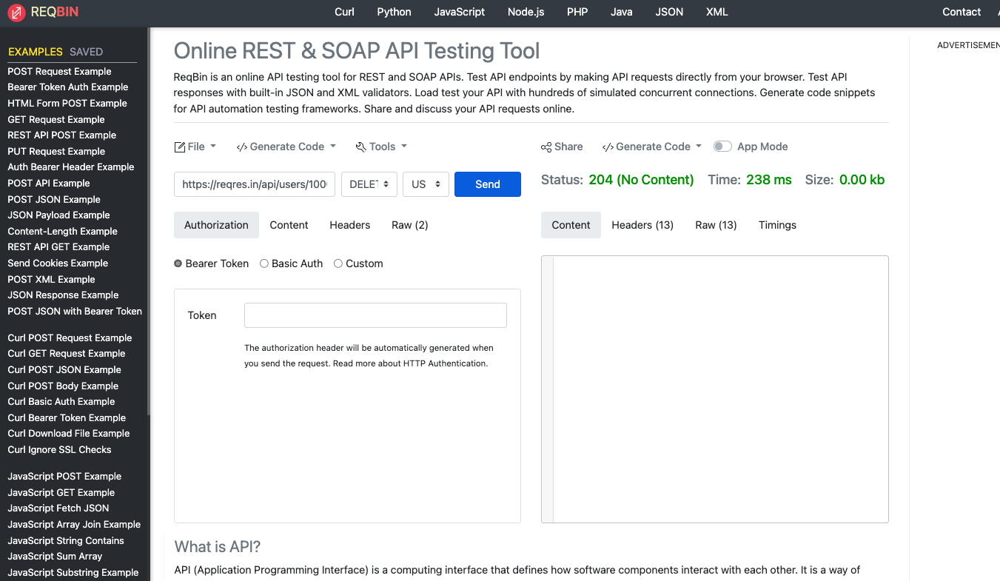 REQBIN
Curl Python JavaScript Node.js PHP Java JSON XML Contact
EXAMPLES SAVED
POST Request Example
Bearer Token Auth Example
HTML Form POST Example
GET Request Example
REST API POST Example
PUT Request Example
Auth Bearer Header Example
POST API Example
POST JSON Example
JSON Payload Example
Content-Length Example
REST API GET Example
Send Cookies Example
POST XML Example
JSON Response Example
POST JSON with Bearer Token
Curl POST Request Example
Curl GET Request Example
Curl POST JSON Example
Curl POST Body Example
Curl Basic Auth Example
Curl Bearer Token Example
Curl Download File Example
Curl Ignore SSL Checks
JavaScript POST Example
JavaScript GET Example
JavaScript Fetch JSON
JavaScript Array Join Example
JavaScript String Contains
JavaScript Sum Array
JavaScript Substring Example
Online REST & SOAP API Testing Tool
ReqBin is an online API testing tool for REST and SOAP APIs. Test API endpoints by making API requests directly from your browser. Test API
responses with built-in JSON and XML validators. Load test your API with hundreds of simulated concurrent connections. Generate code snippets
for API automation testing frameworks. Share and discuss your API requests online.
File </> Generate Code Tools
https://reqres.in/api/users/100 DELET US Send
Authorization Content Headers Raw (2)
Bearer Token Basic Auth Custom
Token
The authorization header will be automatically generated when
you send the request. Read more about HTTP Authentication.
Share </> Generate Code App Mode
Status: 204 (No Content) Time: 238 ms Size: 0.00 kb
Content Headers (13) Raw (13) Timings
What is API?
API (Application Programming Interface) is a computing interface that defines how software components interact with each other. It is a way of
ADVERTISEMEN